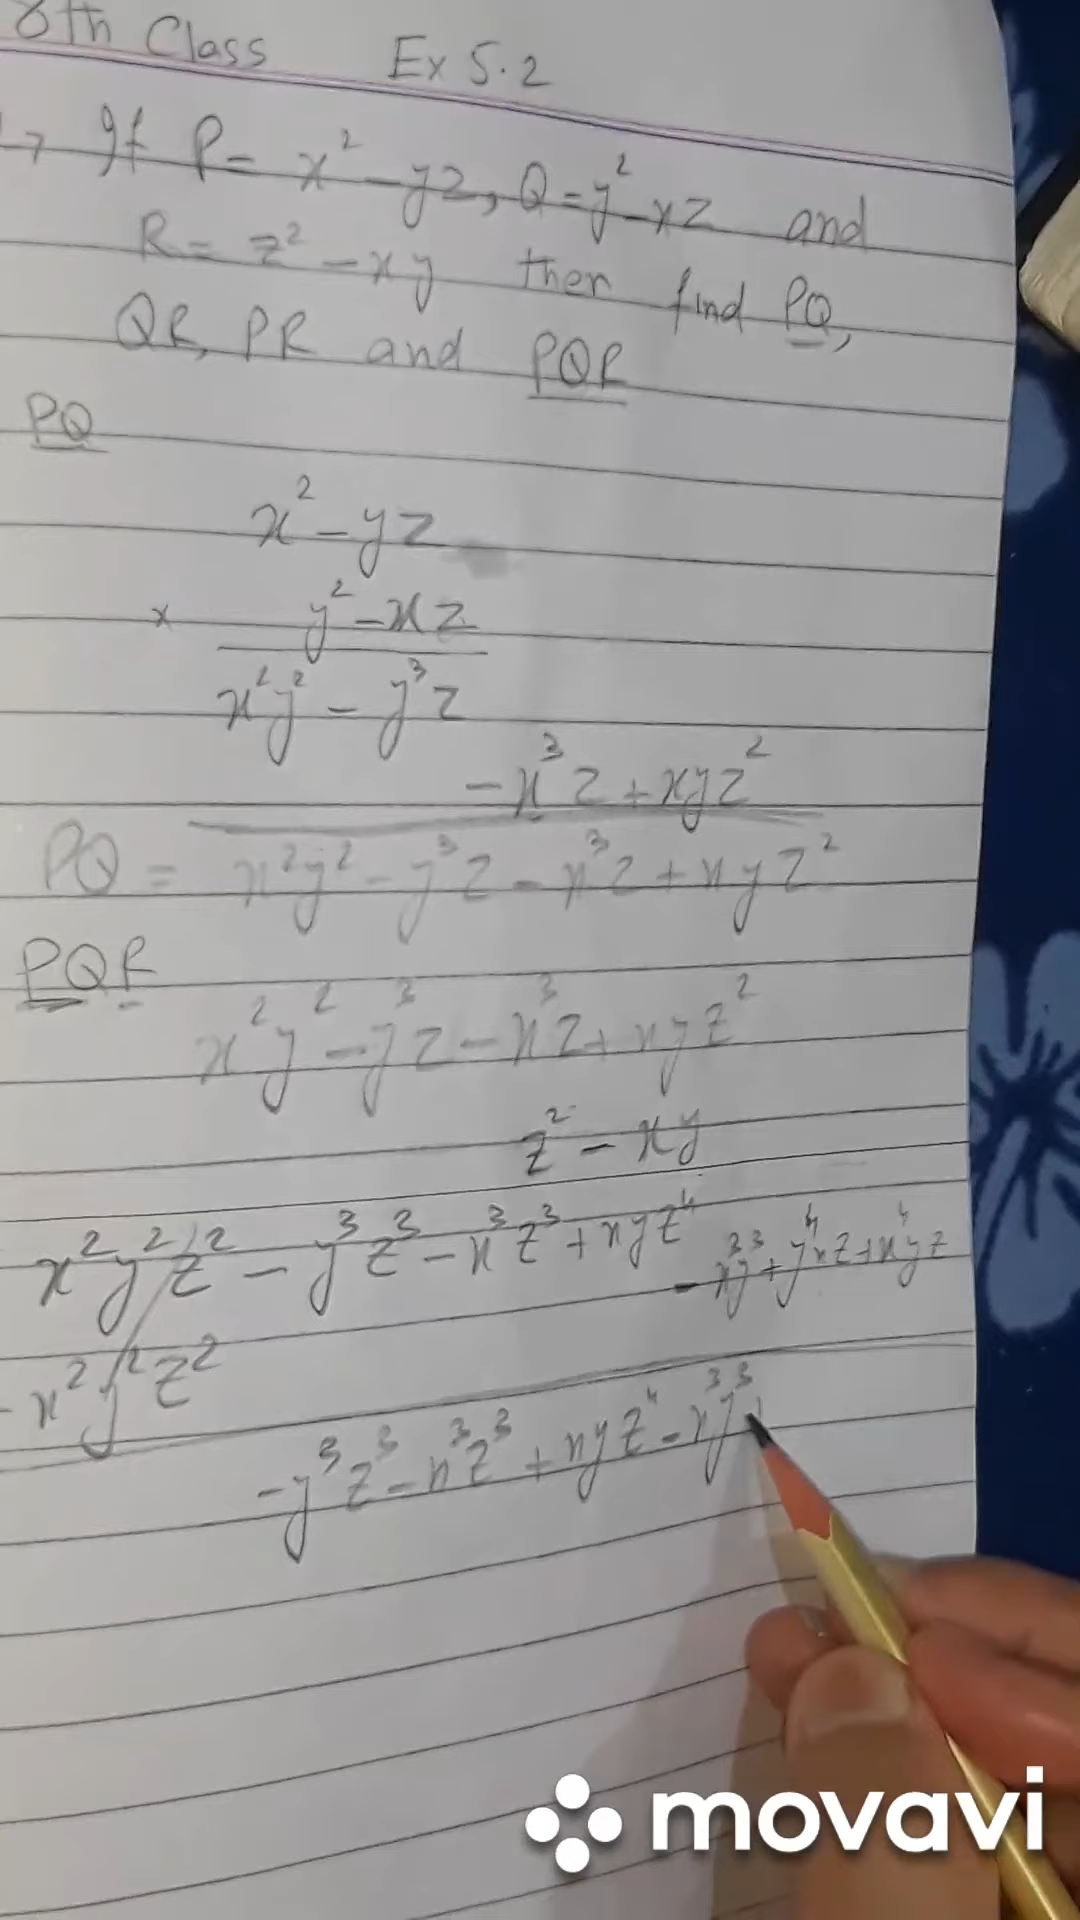 8th Class Ex 5.2
If P = x² - yz, Q = y² - xz and
R = z² - xy then find PQ,
QR, PR and PQR
PQ
x² - yz
× y² - xz
x²y² - y³z
- x³z + xyz²
PQ = x²y² - y³z - x³z + xyz²
PQR
x²y² - y³z - x³z + xyz²
z² - xy
x²y²z² - y³z³ - x³z³ + xyz⁴ - x³y³ + y⁴xz + x⁴yz
- x²y²z²
- y³z³ - x³z³ + xyz⁴ - x³y³
movavi